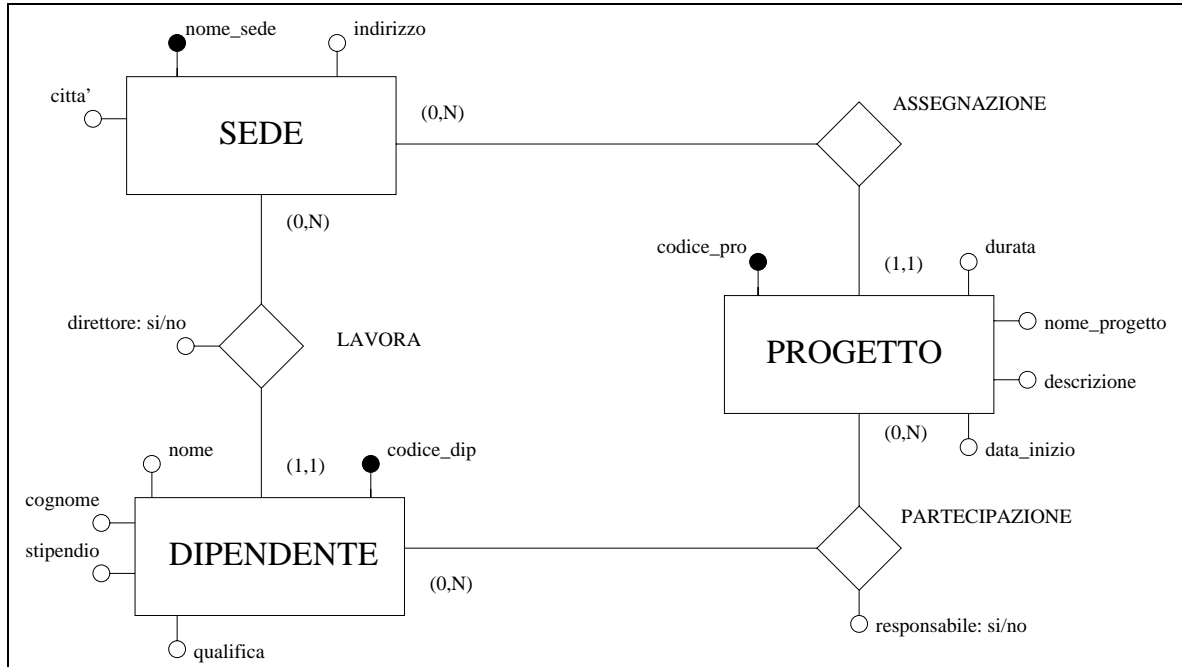 nome_sede
indirizzo
citta'
SEDE
(0,N)
ASSEGNAZIONE
(0,N)
codice_pro
(1,1)
durata
direttore: si/no
LAVORA
nome_progetto
PROGETTO
descrizione
(0,N)
data_inizio
nome
(1,1)
codice_dip
cognome
PARTECIPAZIONE
stipendio
DIPENDENTE
(0,N)
responsabile: si/no
qualifica